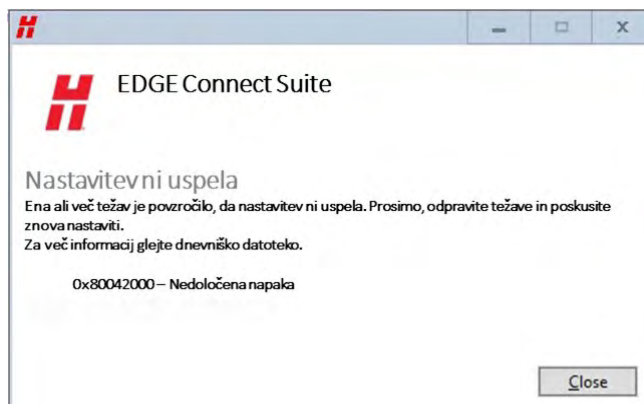 EDGE Connect Suite
Nastavitev ni uspela
Ena ali več težav je povzročilo, da nastavitev ni uspela. Prosimo, odpravite težave in poskusite
znova nastaviti.
Za več informacij glejte dnevniško datoteko.
0x80042000 – Nedoločena napaka
Close